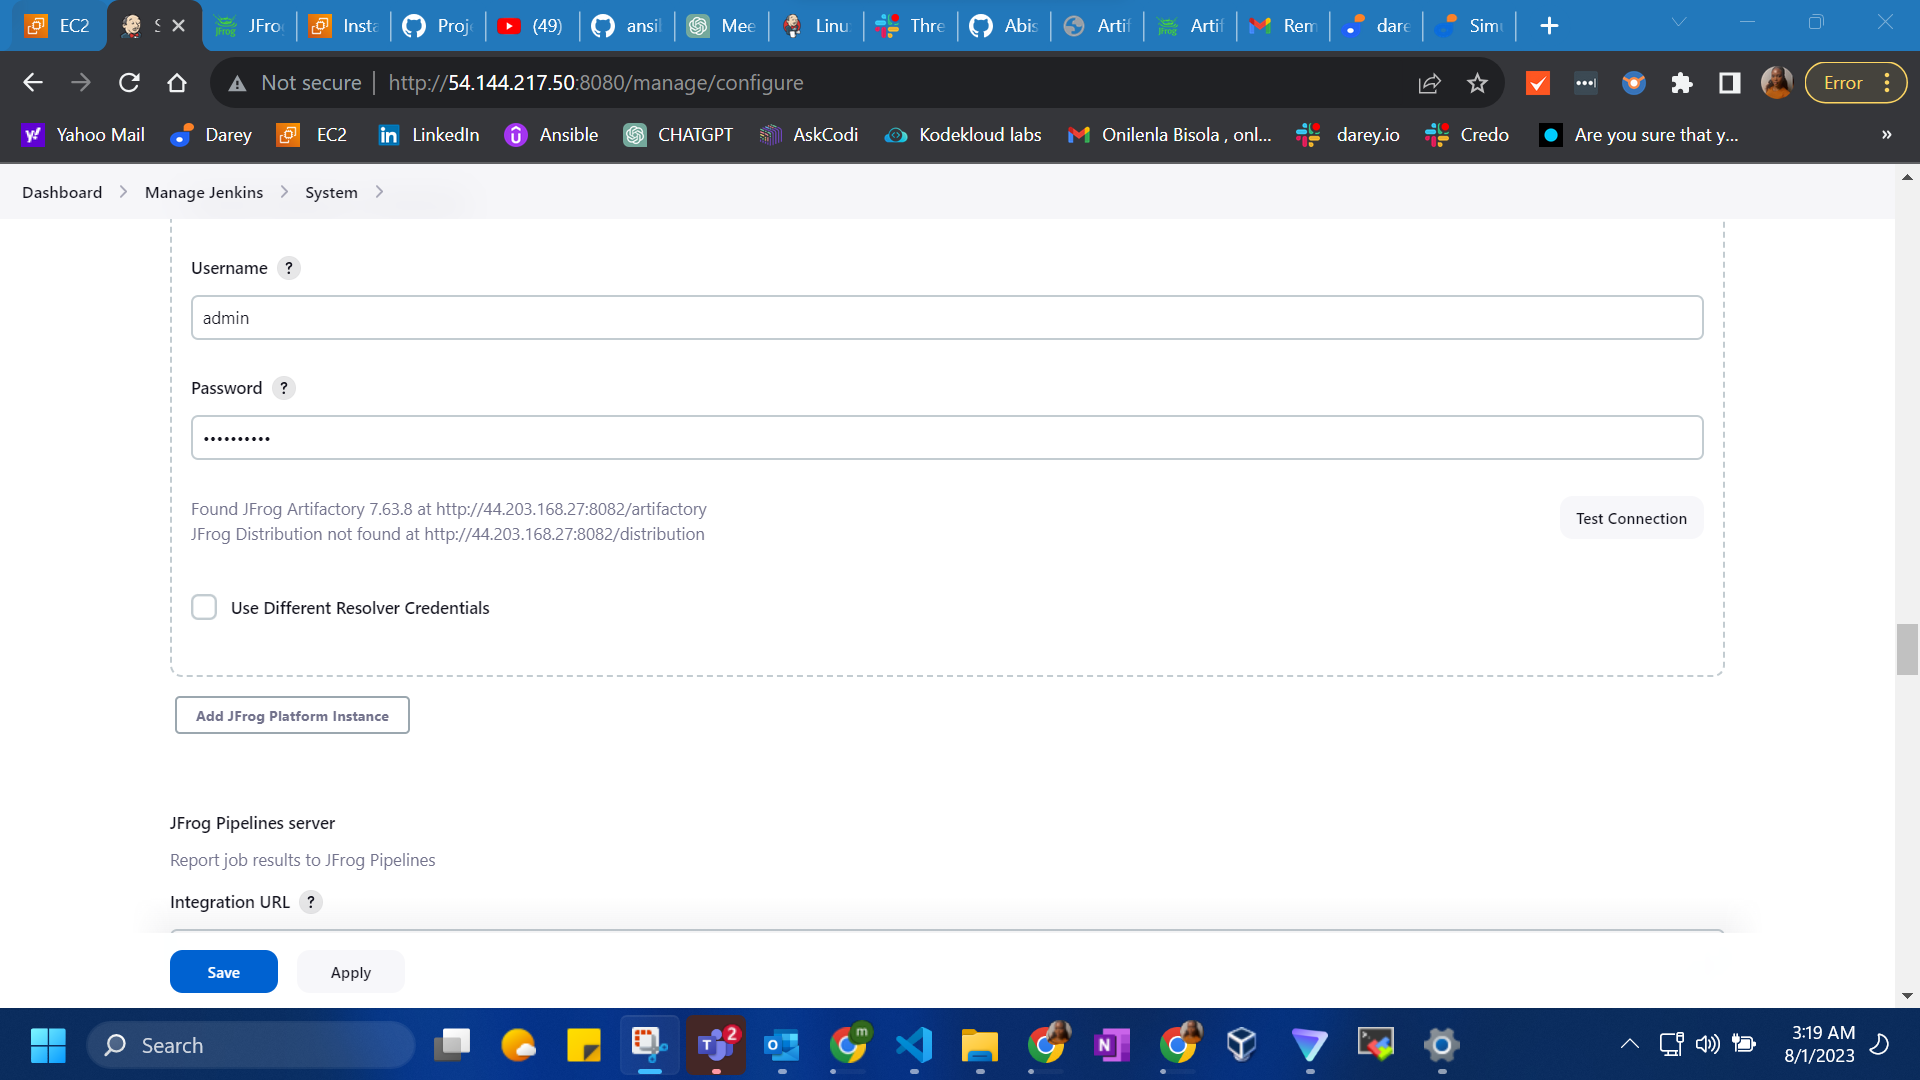 EC2
S
JFro
Insta
Proj
(49)
ansil
Mee
Linu
Thre
Abis
Artif
Artif
Rem
dare
Simu
Not secure
http://54.144.217.50:8080/manage/configure
Error
Yahoo Mail
Darey
EC2
LinkedIn
Ansible
CHATGPT
AskCodi
Kodekloud labs
Onilenla Bisola , onl...
darey.io
Credo
Are you sure that y...
»
Dashboard
Manage Jenkins
System
Username ?
admin
Password ?
••••••••••
Found JFrog Artifactory 7.63.8 at http://44.203.168.27:8082/artifactory
JFrog Distribution not found at http://44.203.168.27:8082/distribution
Test Connection
Use Different Resolver Credentials
Add JFrog Platform Instance
JFrog Pipelines server
Report job results to JFrog Pipelines
Integration URL ?
Save
Apply
Search
2
m
3:19 AM
8/1/2023